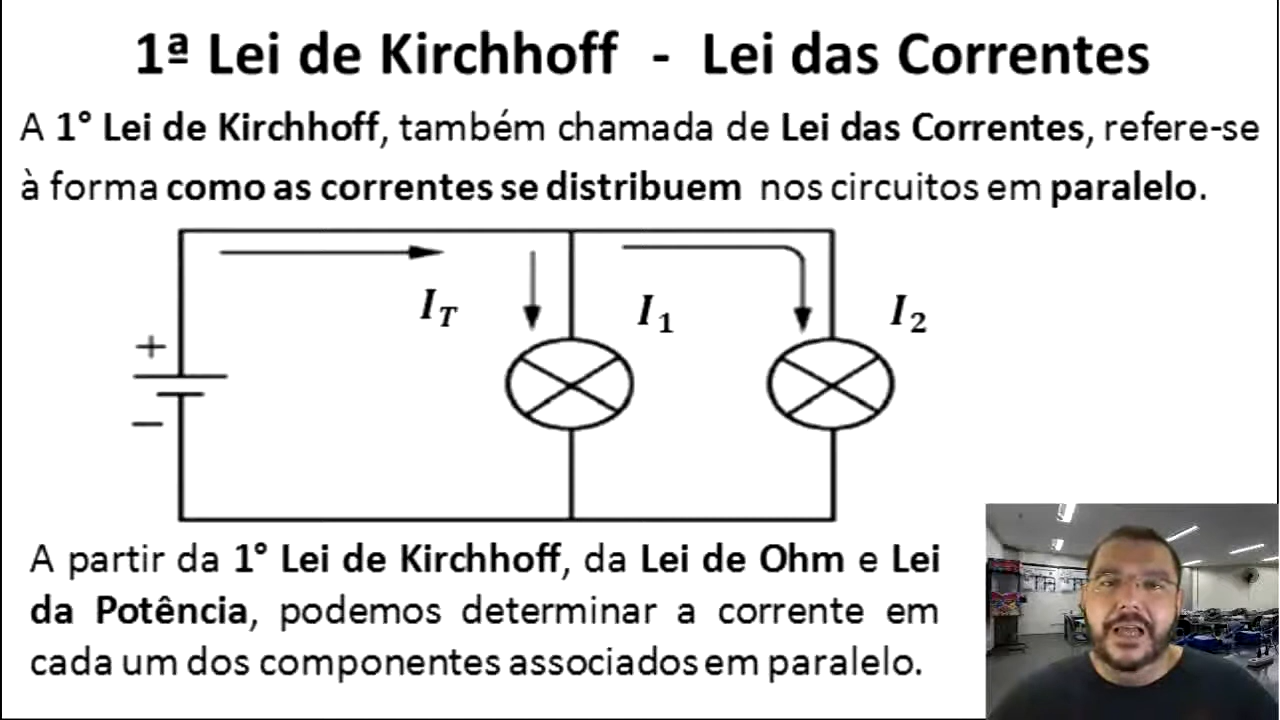 1ª Lei de Kirchhoff - Lei das Correntes
A 1° Lei de Kirchhoff, também chamada de Lei das Correntes, refere-se
à forma como as correntes se distribuem nos circuitos em paralelo.
I_T
I_1
I_2
+
−
A partir da 1° Lei de Kirchhoff, da Lei de Ohm e Lei
da Potência, podemos determinar a corrente em
cada um dos componentes associados em paralelo.